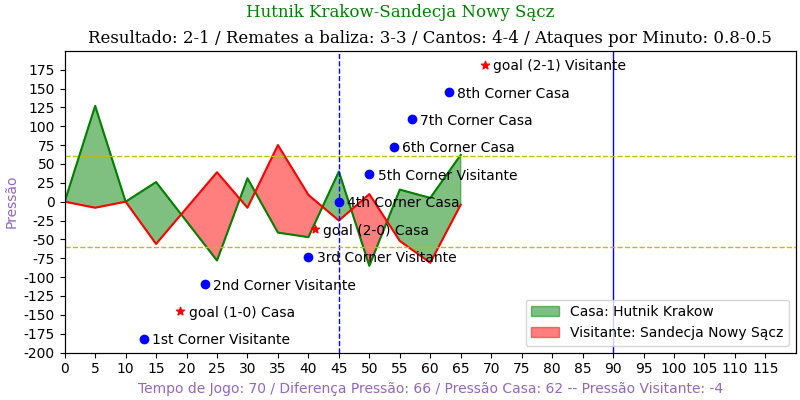 Hutnik Krakow-Sandecja Nowy Sącz
Resultado: 2-1 / Remates a baliza: 3-3 / Cantos: 4-4 / Ataques por Minuto: 0.8-0.5
Pressão
175
150
125
100
75
50
25
0
-25
-50
-75
-100
-125
-150
-175
-200
goal (2-1) Visitante
8th Corner Casa
7th Corner Casa
6th Corner Casa
5th Corner Visitante
4th Corner Casa
goal (2-0) Casa
3rd Corner Visitante
2nd Corner Visitante
goal (1-0) Casa
1st Corner Visitante
Casa: Hutnik Krakow
Visitante: Sandecja Nowy Sącz
0 5 10 15 20 25 30 35 40 45 50 55 60 65 70 75 80 85 90 95 100 105 110 115
Tempo de Jogo: 70 / Diferença Pressão: 66 / Pressão Casa: 62 -- Pressão Visitante: -4